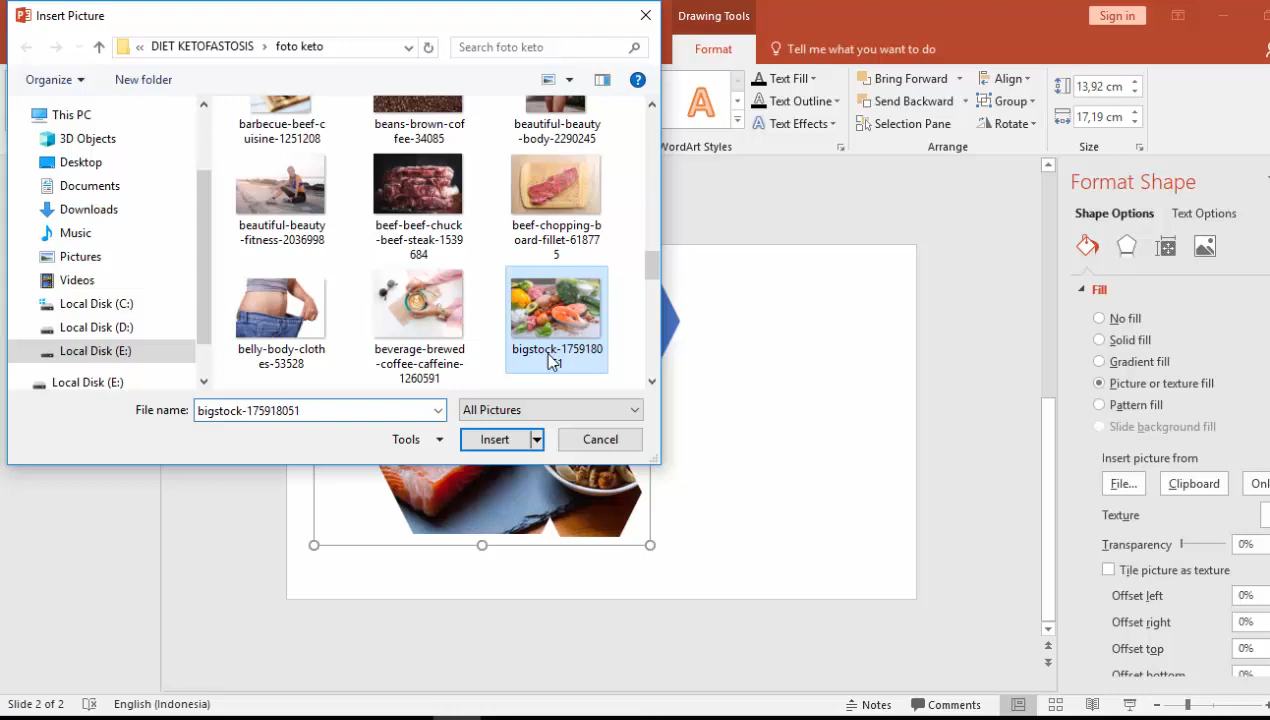 Insert Picture
Drawing Tools
Sign in
« DIET KETOFASTOSIS > foto keto
Search foto keto
Format
Tell me what you want to do
Organize
New folder
Text Fill
Text Outline
Text Effects
WordArt Styles
Bring Forward
Send Backward
Selection Pane
Arrange
Align
Group
Rotate
13,92 cm
17,19 cm
Size
This PC
3D Objects
Desktop
Documents
Downloads
Music
Pictures
Videos
Local Disk (C:)
Local Disk (D:)
Local Disk (E:)
Local Disk (E:)
barbecue-beef-c
uisine-1251208
beans-brown-cof
fee-34085
beautiful-beauty
-body-2290245
beautiful-beauty
-fitness-2036998
beef-beef-chuck
-beef-steak-1539
684
beef-chopping-b
oard-fillet-61877
5
belly-body-cloth
es-53528
beverage-brewed
-coffee-caffeine-
1260591
bigstock-1759180
File name:
bigstock-175918051
All Pictures
Tools
Insert
Cancel
Format Shape
Shape Options
Text Options
Fill
No fill
Solid fill
Gradient fill
Picture or texture fill
Pattern fill
Slide background fill
Insert picture from
File...
Clipboard
Onl
Texture
Transparency
0%
Tile picture as texture
Offset left
0%
Offset right
0%
Offset top
0%
Offset bottom
0%
Slide 2 of 2
English (Indonesia)
Notes
Comments